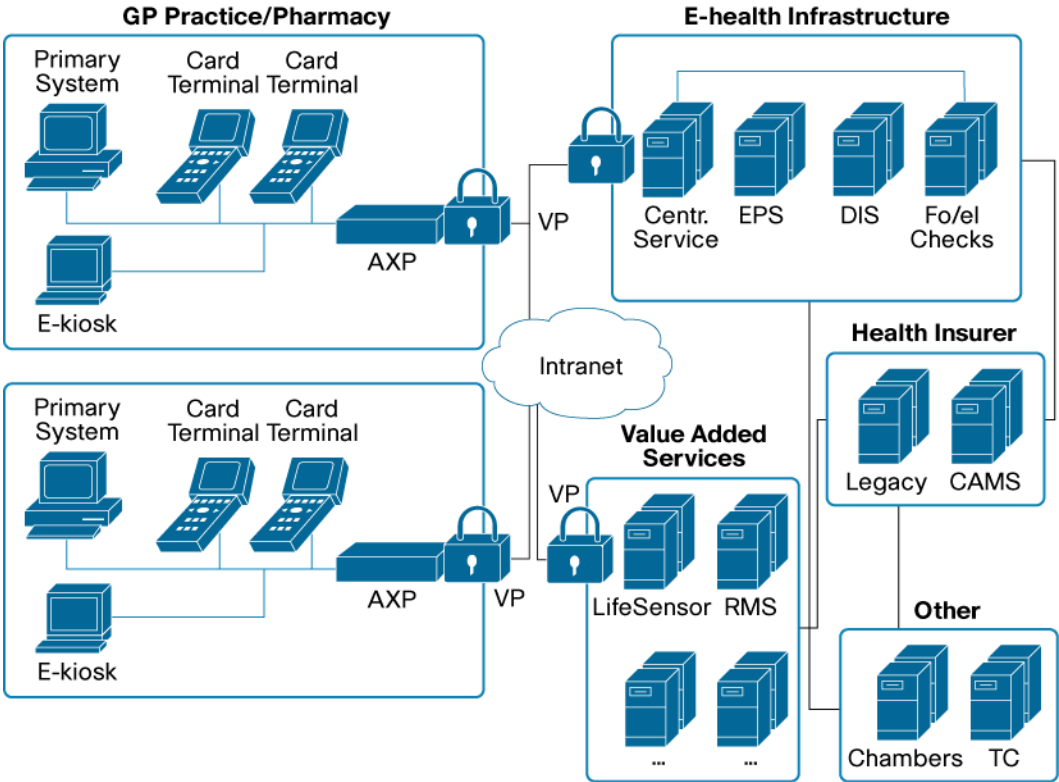 GP Practice/Pharmacy
Primary
System
Card
Terminal
Card
Terminal
AXP
E-kiosk
VP
E-health Infrastructure
Centr.
Service
EPS
DIS
Fo/el
Checks
Intranet
Primary
System
Card
Terminal
Card
Terminal
AXP
VP
E-kiosk
Value Added
Services
VP
LifeSensor
RMS
...
...
Health Insurer
Legacy
CAMS
Other
Chambers
TC